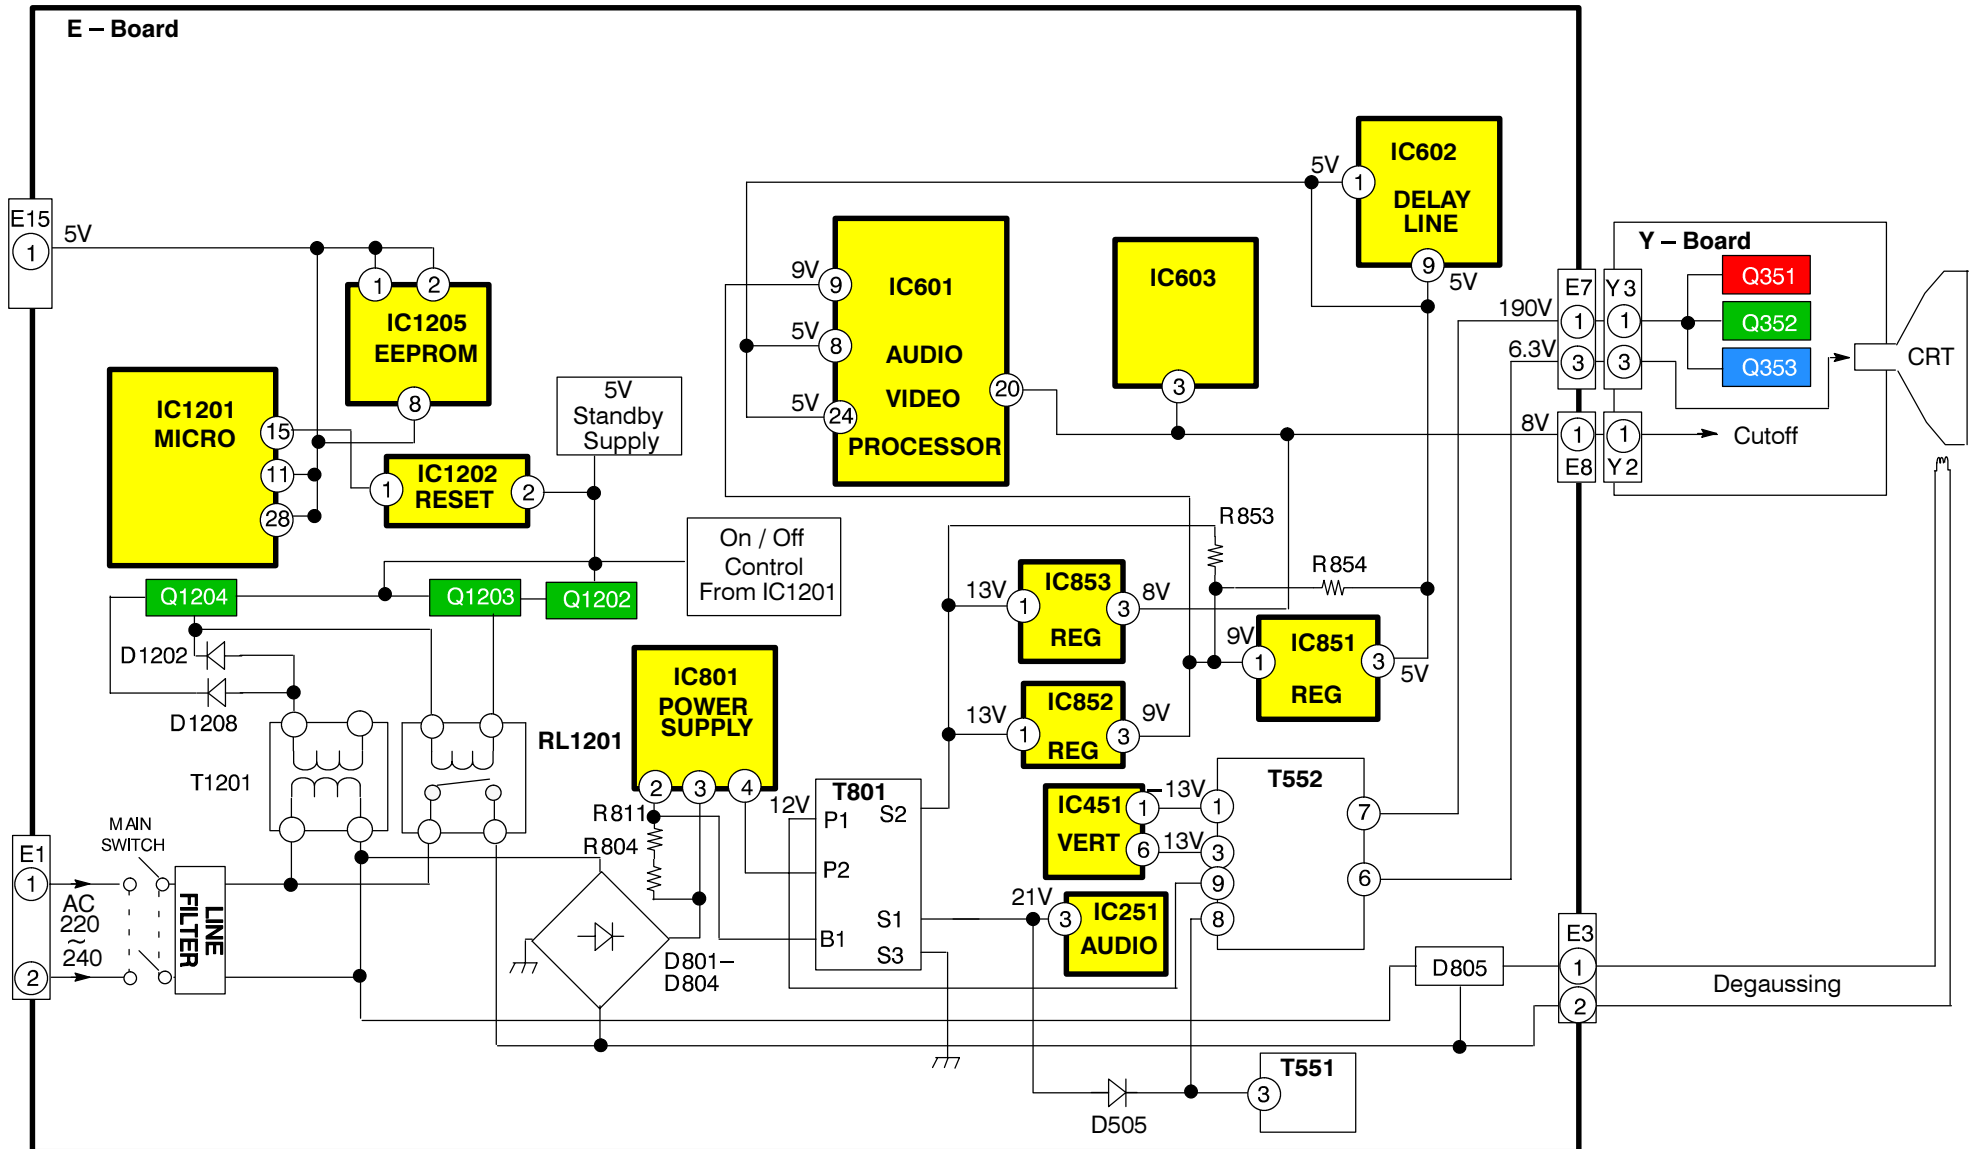 E – Board
E15
1
5V
1
2
IC1205
EEPROM
8
IC1201
MICRO
15
11
28
IC1202
RESET
1
2
5V
Standby
Supply
On / Off
Control
From IC1201
Q1204
Q1203
Q1202
D1202
D1208
T1201
RL1201
MAIN
SWITCH
E1
1
2
AC
220
~
240
LINE
FILTER
IC801
POWER
SUPPLY
2
3
4
R811
R804
D801–
D804
12V
T801
P1
P2
B1
S2
S1
S3
9V
9
5V
8
5V
24
IC601
AUDIO
VIDEO
PROCESSOR
20
IC603
3
5V
1
IC602
DELAY
LINE
9
5V
R853
R854
13V
1
IC853
REG
3
8V
13V
1
IC852
REG
3
9V
9V
1
IC851
REG
3
5V
IC451
VERT
1
6
–13V
13V
T552
1
3
9
8
7
6
21V
3
IC251
AUDIO
D505
T551
3
190V
6.3V
8V
E7
1
3
1
E8
Y3
1
3
1
Y2
Y – Board
Q351
Q352
Q353
Cutoff
CRT
D805
E3
1
2
Degaussing